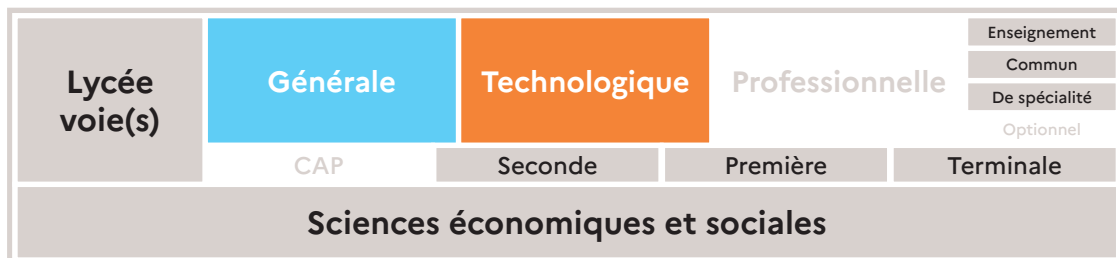 Lycée
voie(s)
Générale
Technologique
Professionnelle
Enseignement
Commun
De spécialité
Optionnel
CAP
Seconde
Première
Terminale
Sciences économiques et sociales